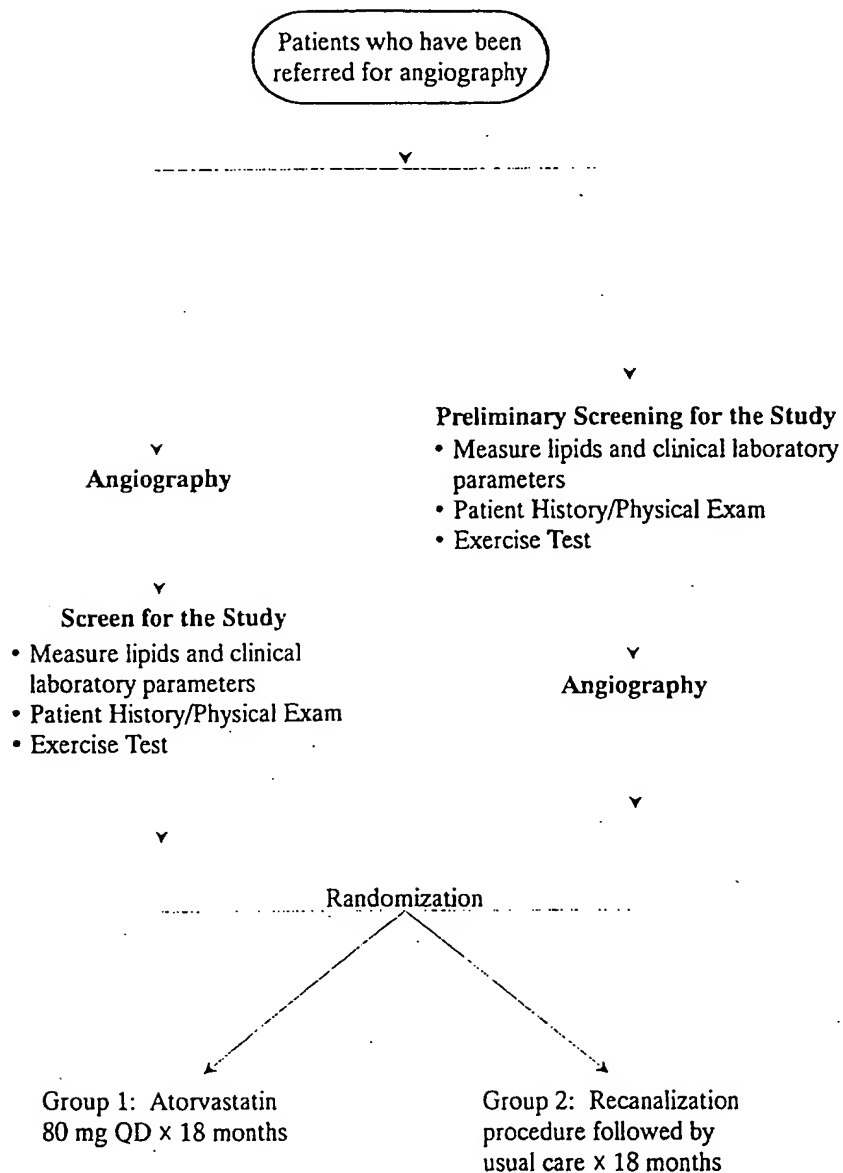 Patients who have been
referred for angiography
Angiography
Screen for the Study
• Measure lipids and clinical
laboratory parameters
• Patient History/Physical Exam
• Exercise Test
Preliminary Screening for the Study
• Measure lipids and clinical laboratory
parameters
• Patient History/Physical Exam
• Exercise Test
Angiography
Randomization
Group 1: Atorvastatin
80 mg QD × 18 months
Group 2: Recanalization
procedure followed by
usual care × 18 months